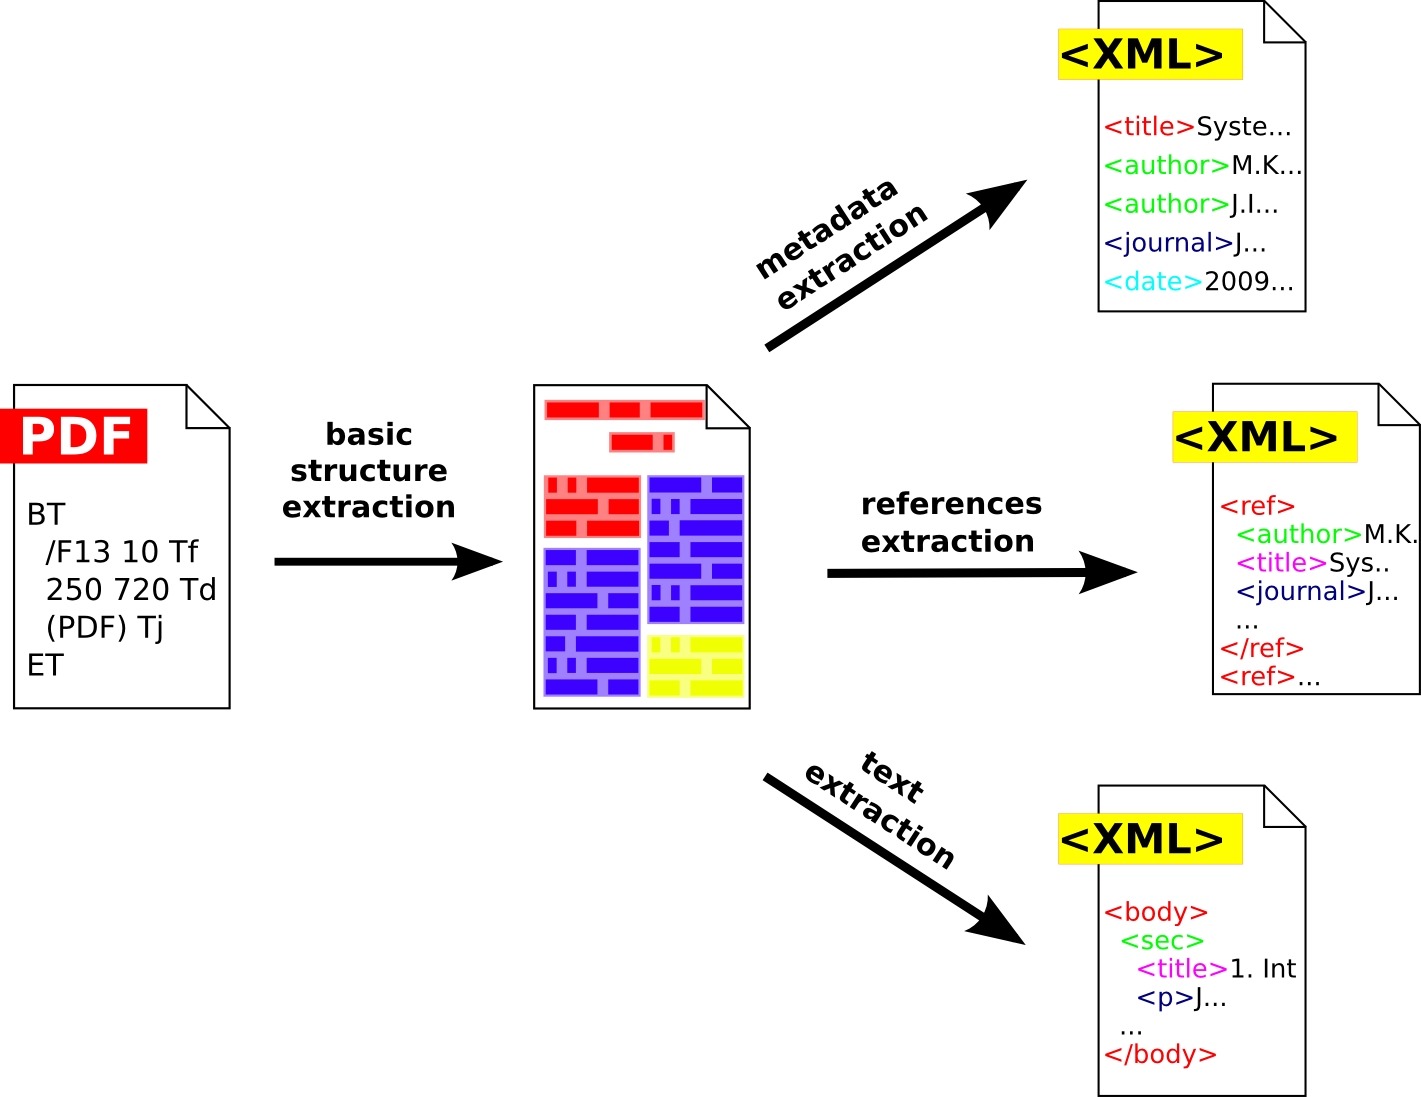 PDF
BT
/F13 10 Tf
250 720 Td
(PDF) Tj
ET
basic
structure
extraction
metadata
extraction
<XML>
<title>Syste...
<author>M.K...
<author>J.I...
<journal>J...
<date>2009...
references
extraction
<XML>
<ref>
<author>M.K.
<title>Sys..
<journal>J...
...
</ref>
<ref>...
text
extraction
<XML>
<body>
<sec>
<title>1. Int
<p>J...
...
</body>